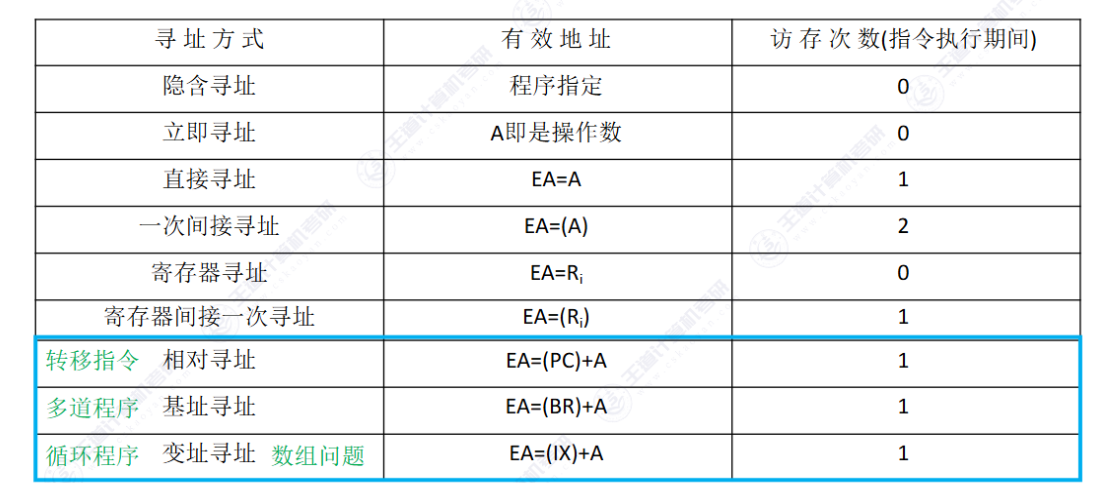 寻址方式 有效地址 访存次数(指令执行期间)
隐含寻址 程序指定 0
立即寻址 A即是操作数 0
直接寻址 EA=A 1
一次间接寻址 EA=(A) 2
寄存器寻址 EA=Rᵢ 0
寄存器间接一次寻址 EA=(Rᵢ) 1
转移指令 相对寻址 EA=(PC)+A 1
多道程序 基址寻址 EA=(BR)+A 1
循环程序 变址寻址 数组问题 EA=(IX)+A 1